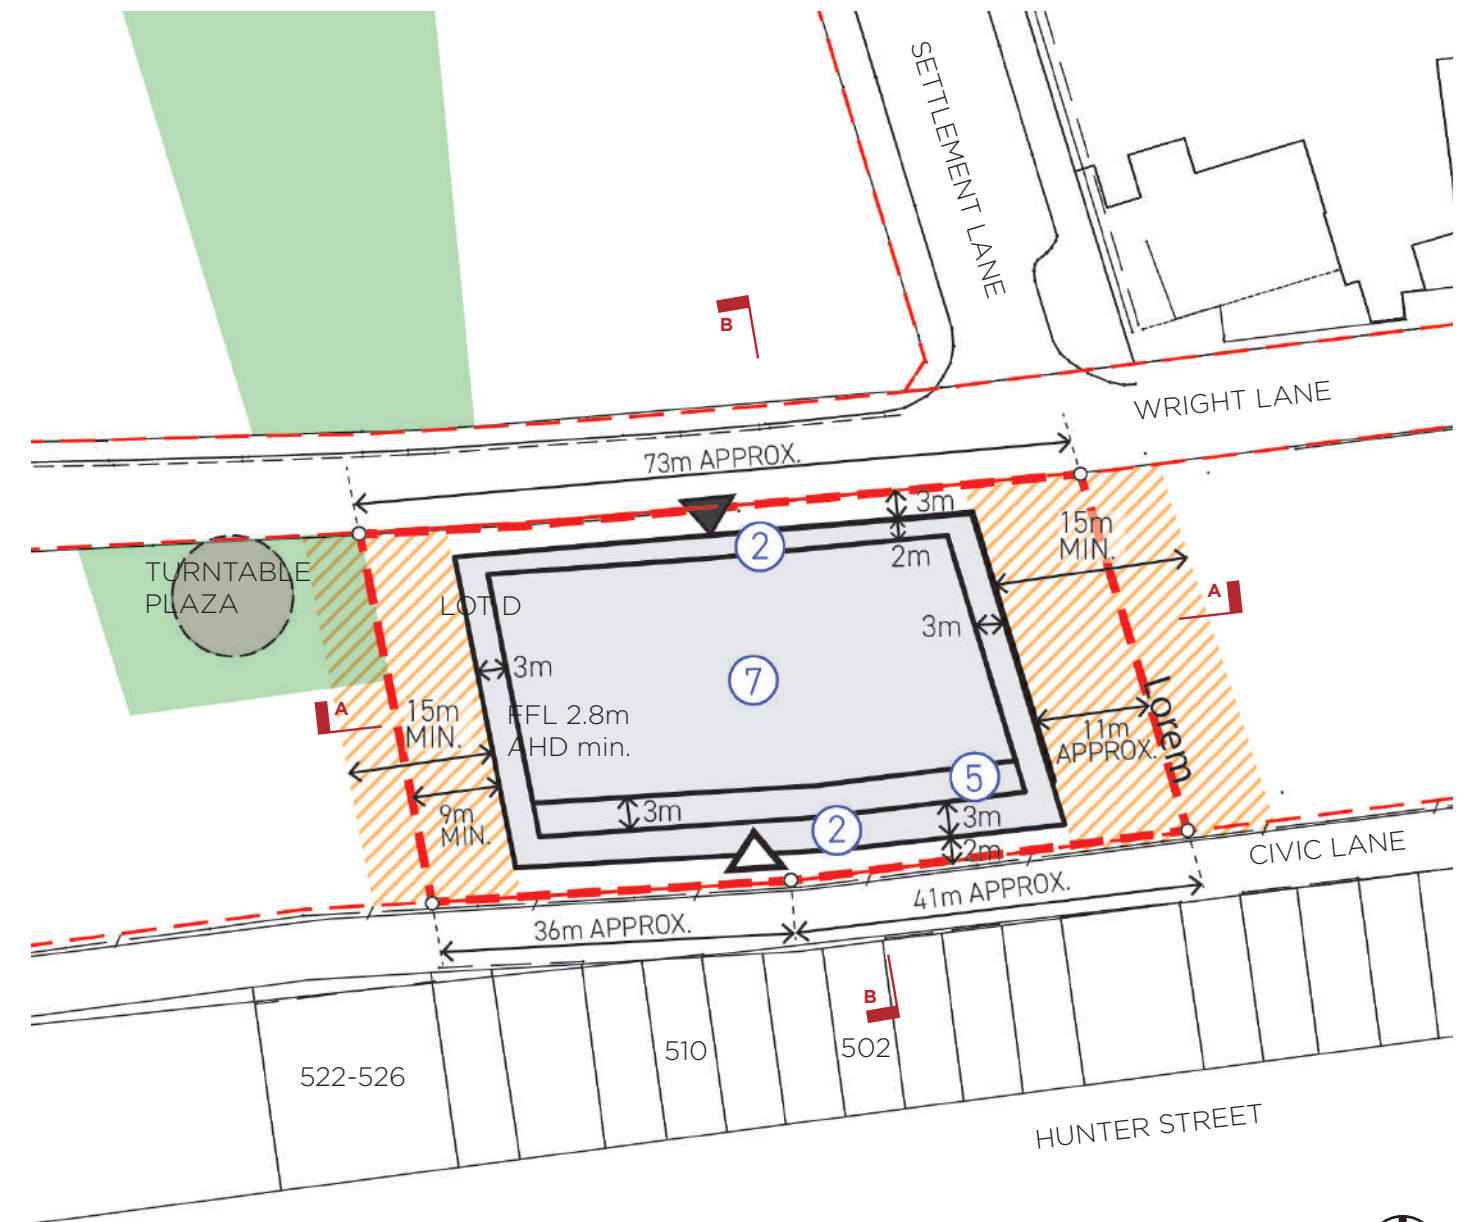 SETTLEMENT LANE
B
WRIGHT LANE
73m APPROX.
3m
2m
2
15m
MIN.
TURNTABLE
PLAZA
LOT D
A
3m
3m
7
Lorem
A
15m
MIN.
FFL 2.8m
AHD min.
11m
APPROX.
5
9m
MIN.
3m
2
3m
2m
CIVIC LANE
36m APPROX.
41m APPROX.
B
522-526
510
502
HUNTER STREET